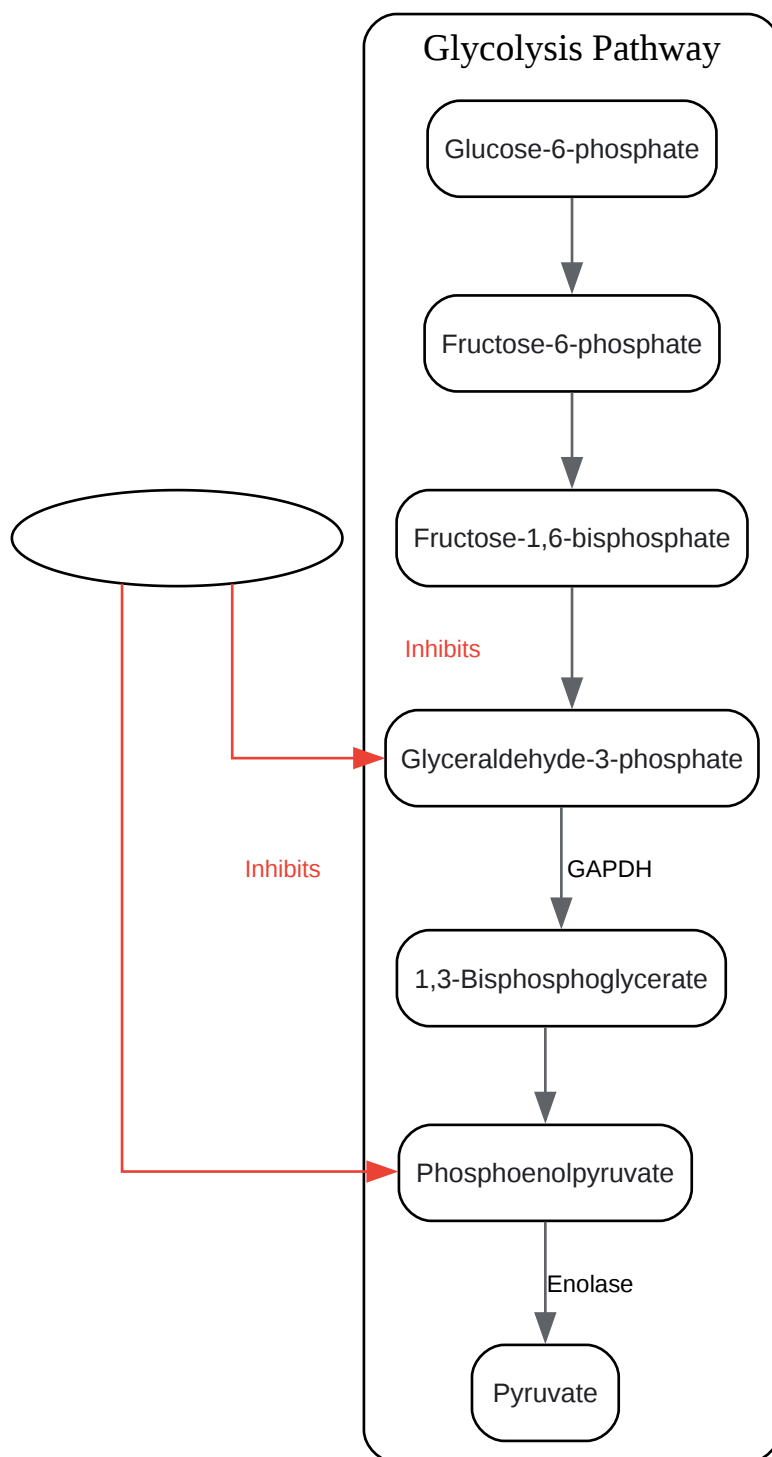 Glycolysis Pathway
Glucose-6-phosphate
Fructose-6-phosphate
Fructose-1,6-bisphosphate
Inhibits
Glyceraldehyde-3-phosphate
Inhibits
GAPDH
1,3-Bisphosphoglycerate
Phosphoenolpyruvate
Enolase
Pyruvate